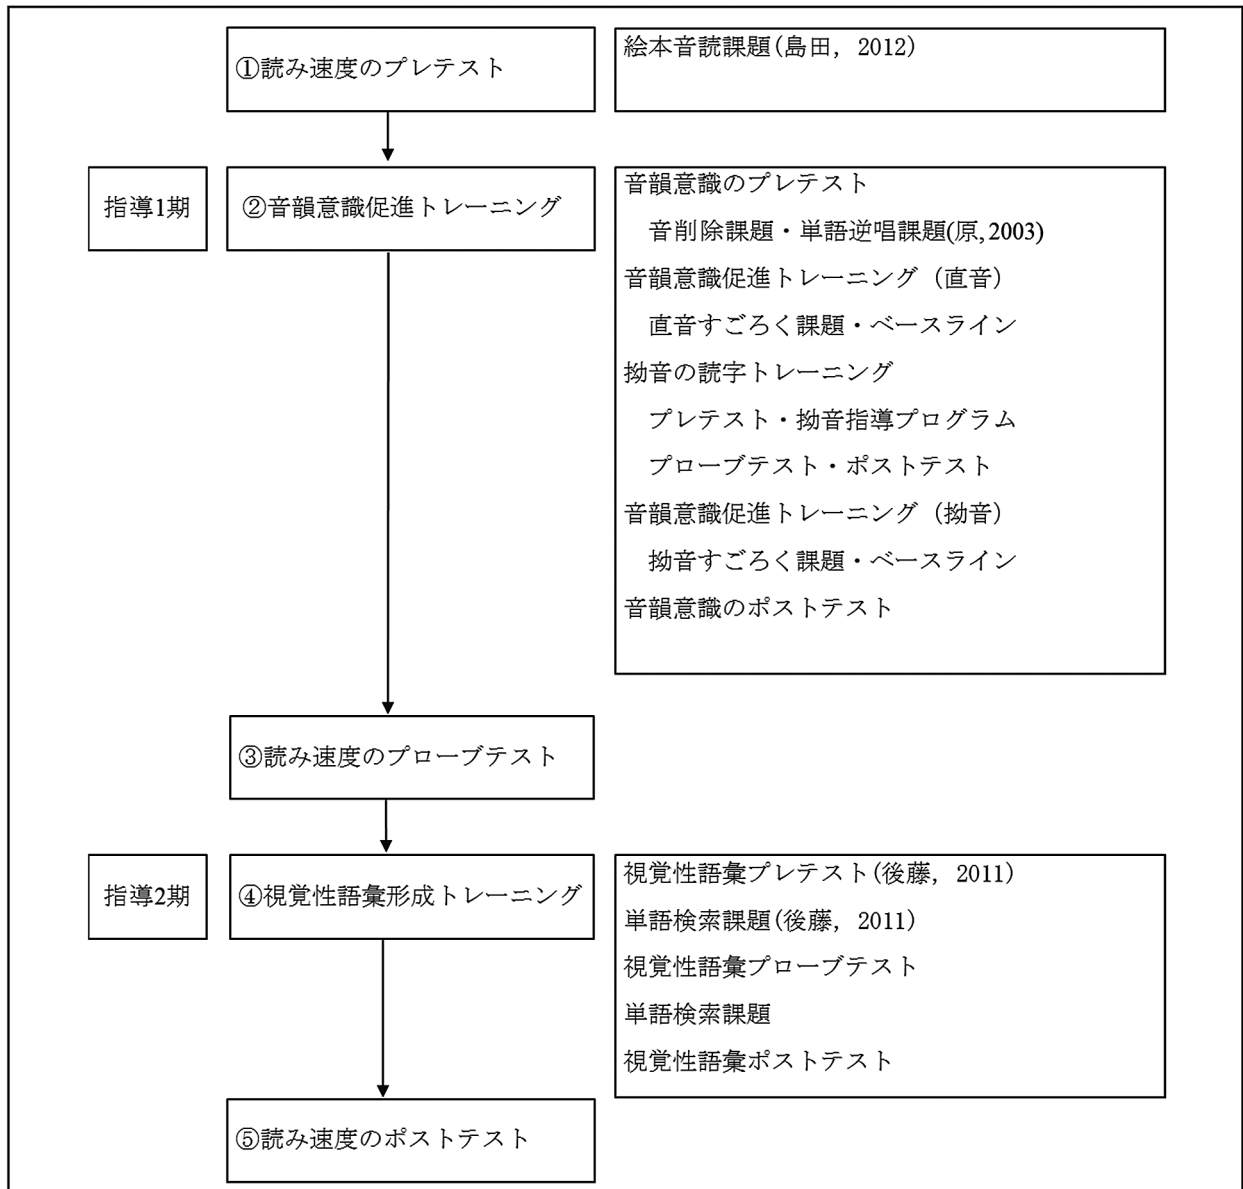 ①読み速度のプレテスト
絵本音読課題(島田，2012)
指導1期
②音韻意識促進トレーニング
音韻意識のプレテスト
音削除課題・単語逆唱課題(原,2003)
音韻意識促進トレーニング（直音）
直音すごろく課題・ベースライン
拗音の読字トレーニング
プレテスト・拗音指導プログラム
プローブテスト・ポストテスト
音韻意識促進トレーニング（拗音）
拗音すごろく課題・ベースライン
音韻意識のポストテスト
③読み速度のプローブテスト
指導2期
④視覚性語彙形成トレーニング
視覚性語彙プレテスト(後藤，2011)
単語検索課題(後藤，2011)
視覚性語彙プローブテスト
単語検索課題
視覚性語彙ポストテスト
⑤読み速度のポストテスト